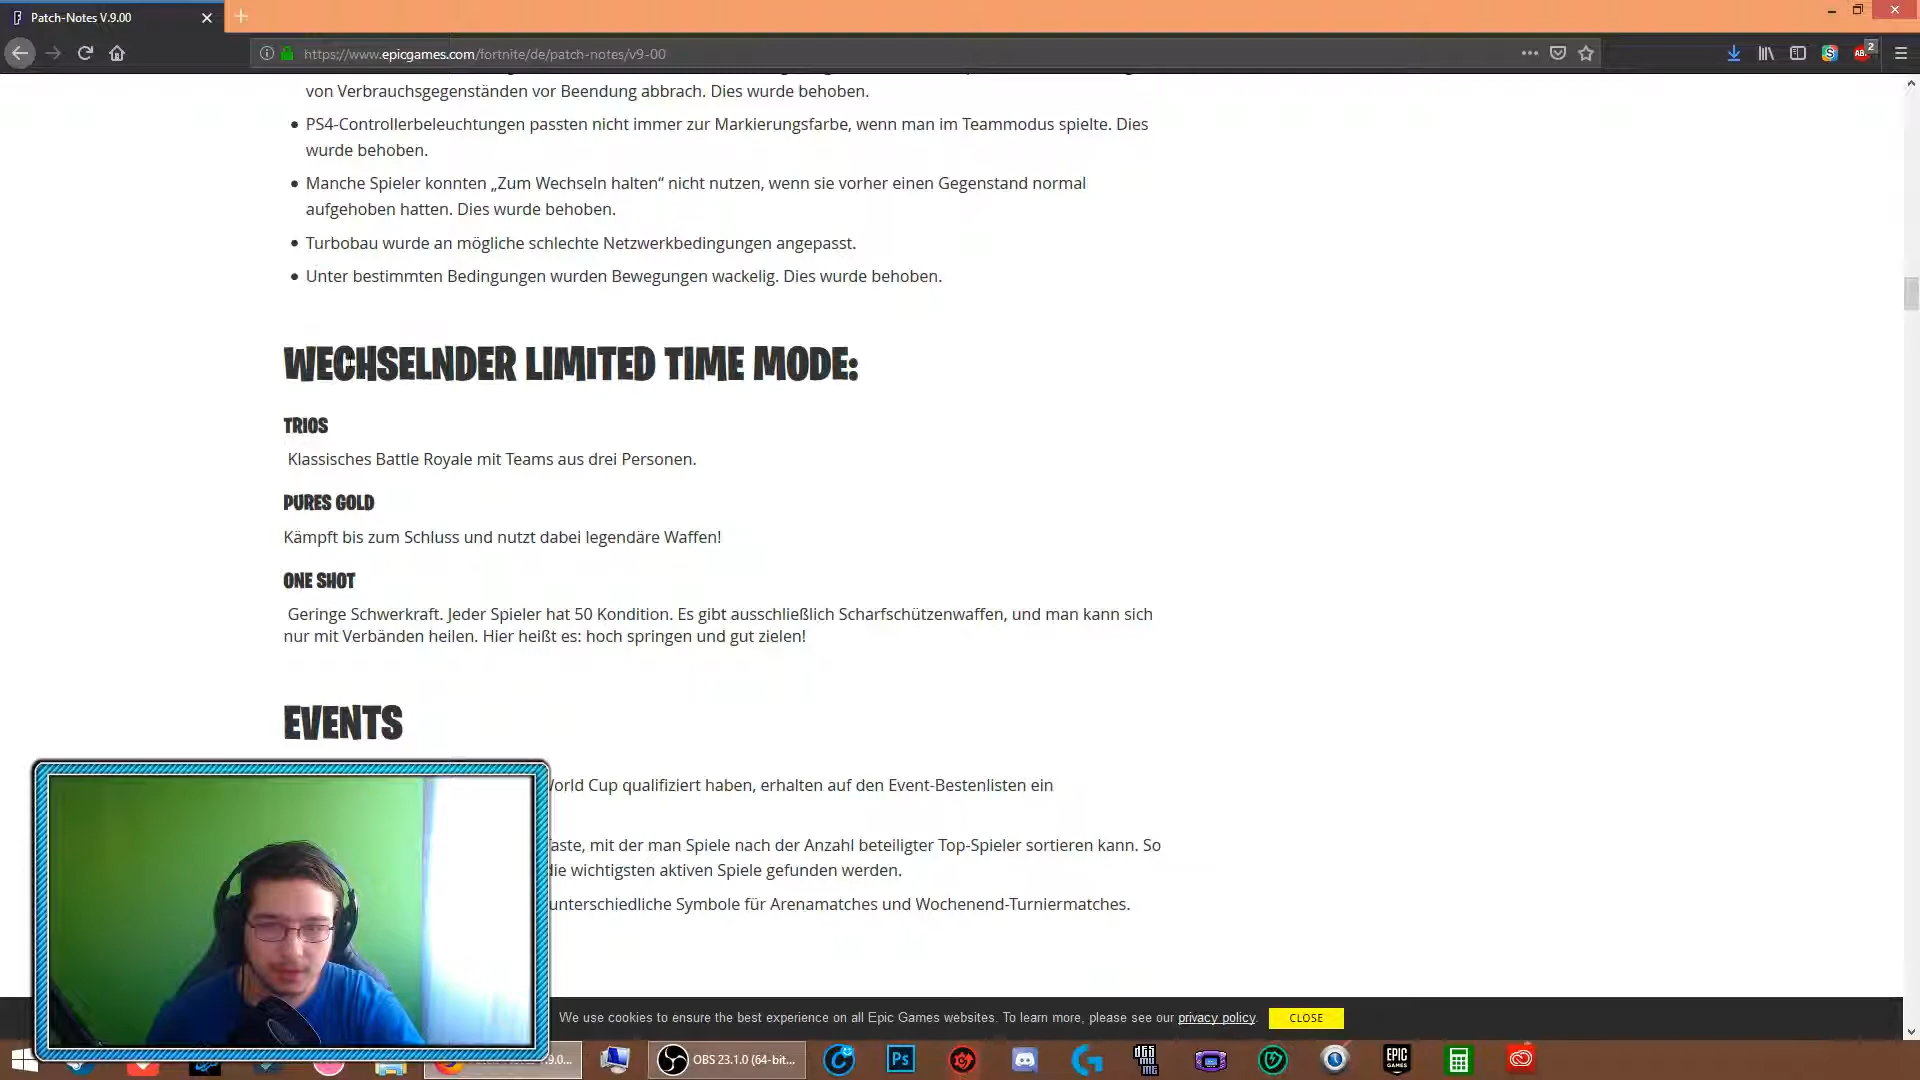 Patch-Notes V.9.00
https://www.epicgames.com/fortnite/de/patch-notes/v9-00
2
von Verbrauchsgegenständen vor Beendung abbrach. Dies wurde behoben.
PS4-Controllerbeleuchtungen passten nicht immer zur Markierungsfarbe, wenn man im Teammodus spielte. Dies
wurde behoben.
Manche Spieler konnten „Zum Wechseln halten“ nicht nutzen, wenn sie vorher einen Gegenstand normal
aufgehoben hatten. Dies wurde behoben.
Turbobau wurde an mögliche schlechte Netzwerkbedingungen angepasst.
Unter bestimmten Bedingungen wurden Bewegungen wackelig. Dies wurde behoben.
WECHSELNDER LIMITED TIME MODE:
TRIOS
Klassisches Battle Royale mit Teams aus drei Personen.
PURES GOLD
Kämpft bis zum Schluss und nutzt dabei legendäre Waffen!
ONE SHOT
Geringe Schwerkraft. Jeder Spieler hat 50 Kondition. Es gibt ausschließlich Scharfschützenwaffen, und man kann sich
nur mit Verbänden heilen. Hier heißt es: hoch springen und gut zielen!
EVENTS
World Cup qualifiziert haben, erhalten auf den Event-Bestenlisten ein
aste, mit der man Spiele nach der Anzahl beteiligter Top-Spieler sortieren kann. So
die wichtigsten aktiven Spiele gefunden werden.
unterschiedliche Symbole für Arenamatches und Wochenend-Turniermatches.
We use cookies to ensure the best experience on all Epic Games websites. To learn more, please see our privacy policy. CLOSE
OBS 23.1.0 (64-bit...
Ps
EPIC
GAMES